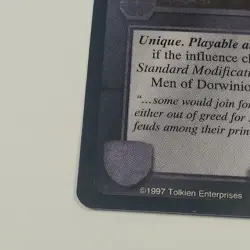 Unique. Playable a
if the influence ch
Standard Modificati
Men of Dorwinio
"...some would join fo
either out of greed for
feuds among their prin
©1997 Tolkien Enterprises